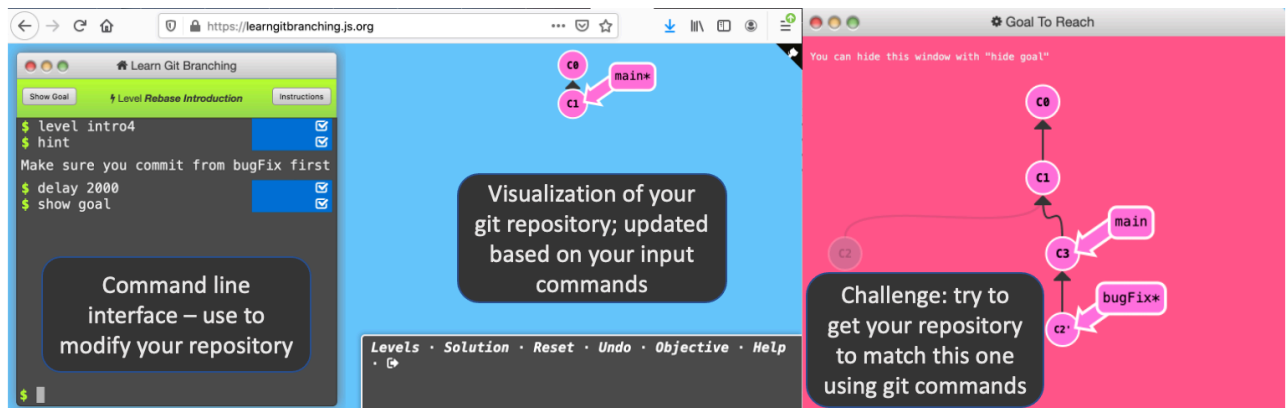 https://learngitbranching.js.org
Learn Git Branching
Show Goal
Level Rebase Introduction
Instructions
$ level intro4
$ hint
Make sure you commit from bugFix first
$ delay 2000
$ show goal
Command line
interface – use to
modify your repository
$
C0
main*
C1
Visualization of your
git repository; updated
based on your input
commands
Levels · Solution · Reset · Undo · Objective · Help
·
Goal To Reach
You can hide this window with "hide goal"
C0
C1
main
C2
C3
bugFix*
C2'
Challenge: try to
get your repository
to match this one
using git commands